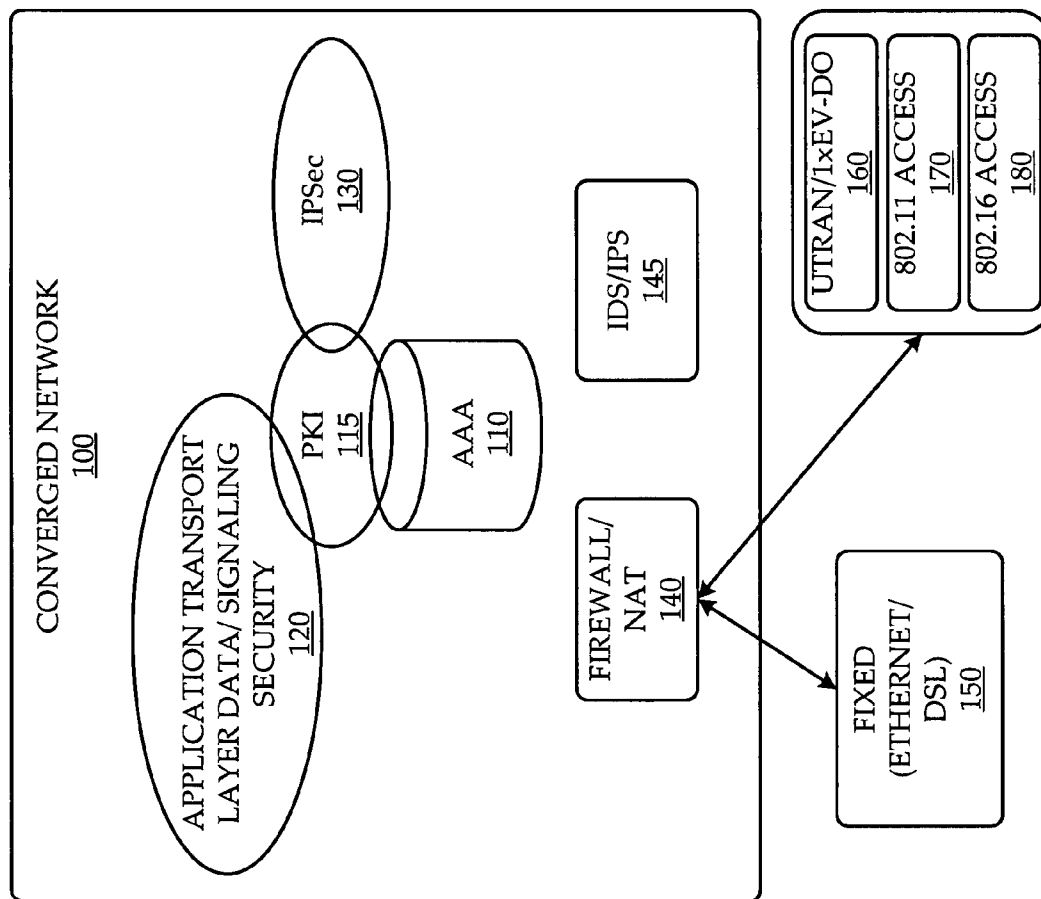 CONVERGED NETWORK
100
APPLICATION TRANSPORT
LAYER DATA/ SIGNALING
SECURITY
120
PKI
115
IPSec
130
AAA
110
FIREWALL/
NAT
140
IDS/IPS
145
FIXED
(ETHERNET/
DSL)
150
UTRAN/1xEV-DO
160
802.11 ACCESS
170
802.16 ACCESS
180